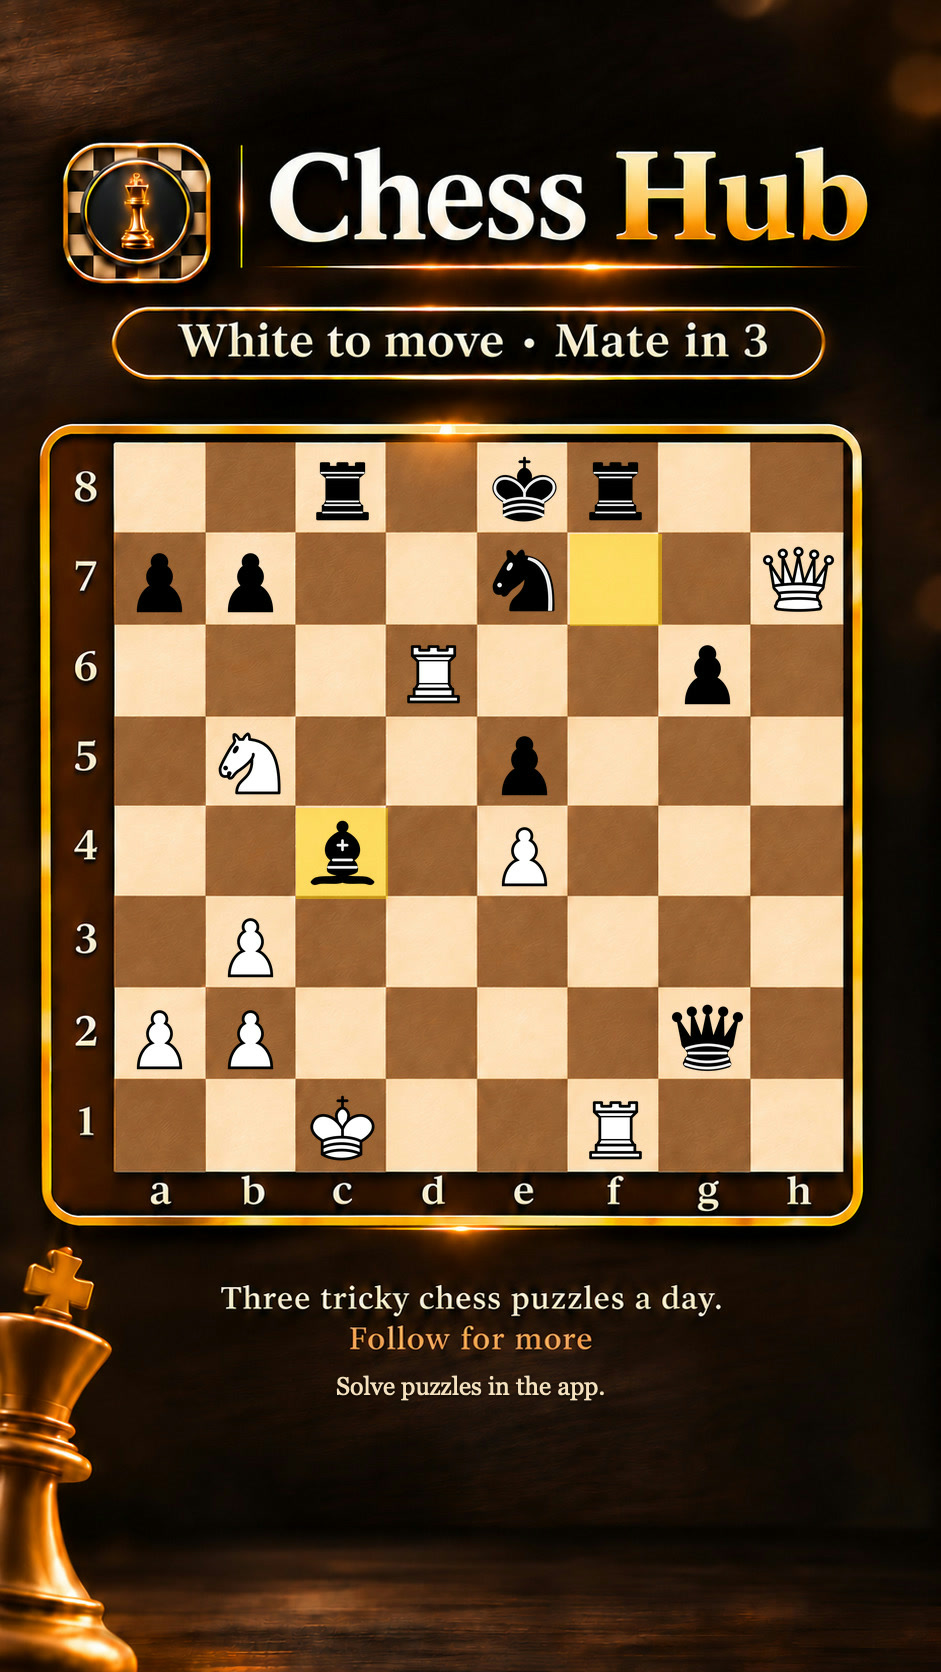 Chess Hub
White to move • Mate in 3
8
7
6
5
4
3
2
1
a b c d e f g h
Three tricky chess puzzles a day.
Follow for more
Solve puzzles in the app.